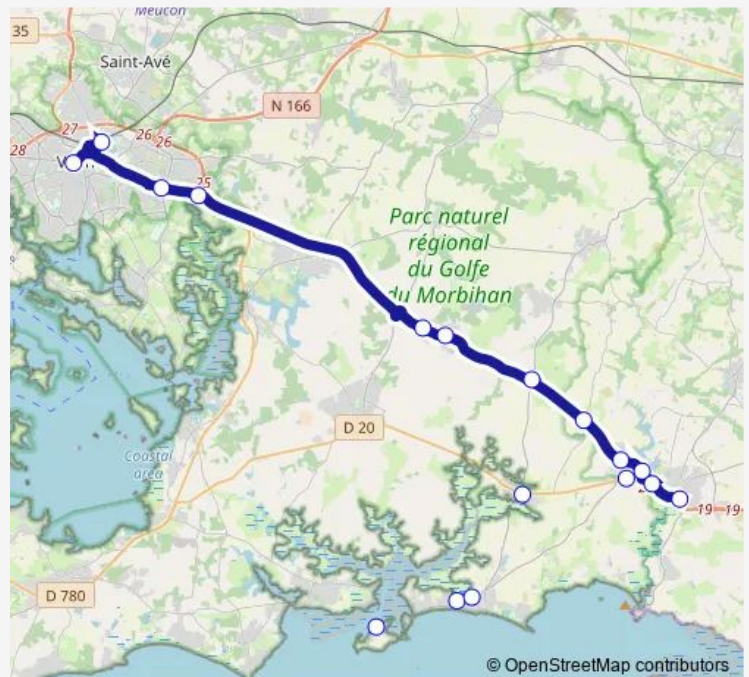 Meucon
35
Saint-Avé
N 166
27
26
26
28
25
Parc naturel
régional
du Golfe
du Morbihan
D 20
Coastal
area
19
19
D 780
© OpenStreetMap contributors